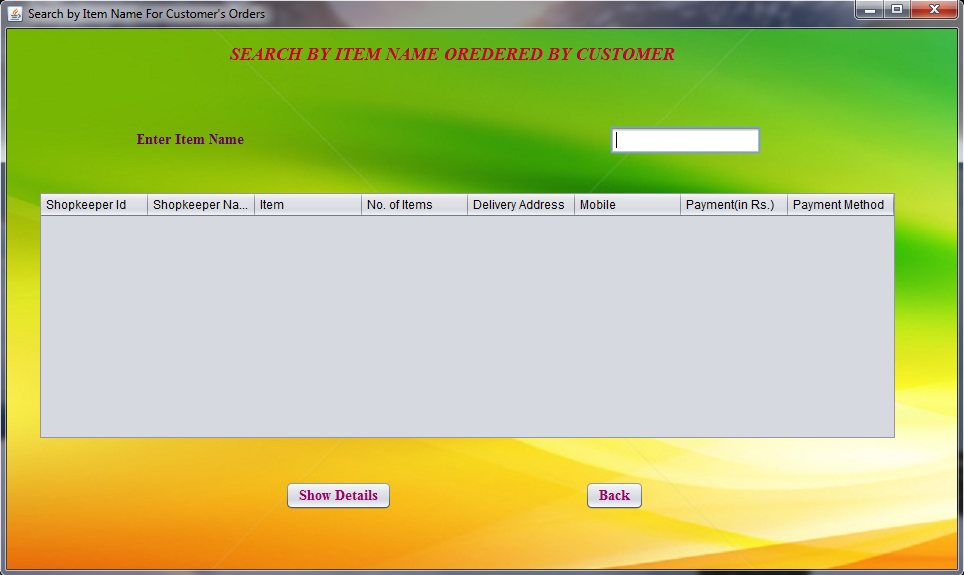 Search by Item Name For Customer's Orders
SEARCH BY ITEM NAME OREDERED BY CUSTOMER
Enter Item Name
Shopkeeper Id Shopkeeper Na... Item No. of Items Delivery Address Mobile Payment(in Rs.) Payment Method
Show Details Back